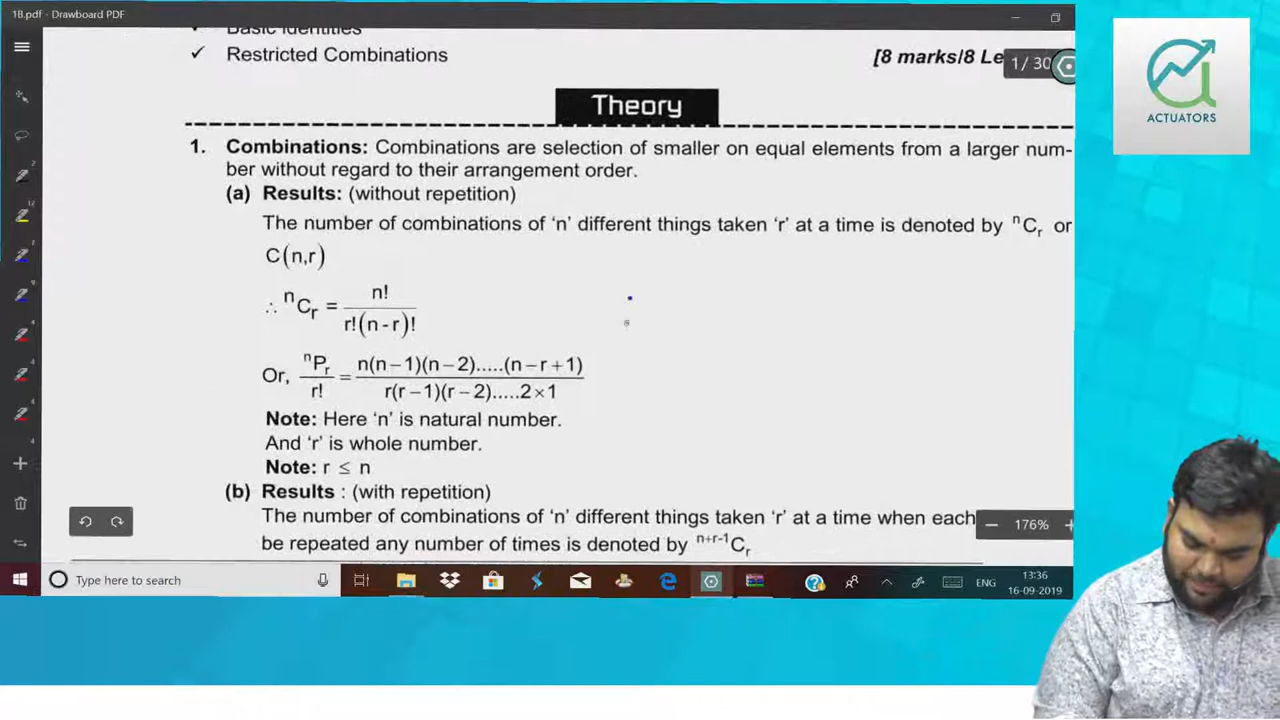 1B.pdf - Drawboard PDF
Basic Identities
✓ Restricted Combinations
[8 marks/8 Le
1 / 30
ACTUATORS
Theory
1. Combinations: Combinations are selection of smaller on equal elements from a larger num-
ber without regard to their arrangement order.
(a) Results: (without repetition)
The number of combinations of ‘n’ different things taken ‘r’ at a time is denoted by ⁿCᵣ or
C(n,r)
∴ ⁿCᵣ = n! / r!(n-r)!
Or, ⁿPᵣ / r! = n(n−1)(n−2).....(n−r+1) / r(r−1)(r−2).....2×1
Note: Here ‘n’ is natural number.
And ‘r’ is whole number.
Note: r ≤ n
(b) Results : (with repetition)
The number of combinations of ‘n’ different things taken ‘r’ at a time when each
be repeated any number of times is denoted by ⁿ⁺ʳ⁻¹Cᵣ
176%
Type here to search
ENG
13:36
16-09-2019